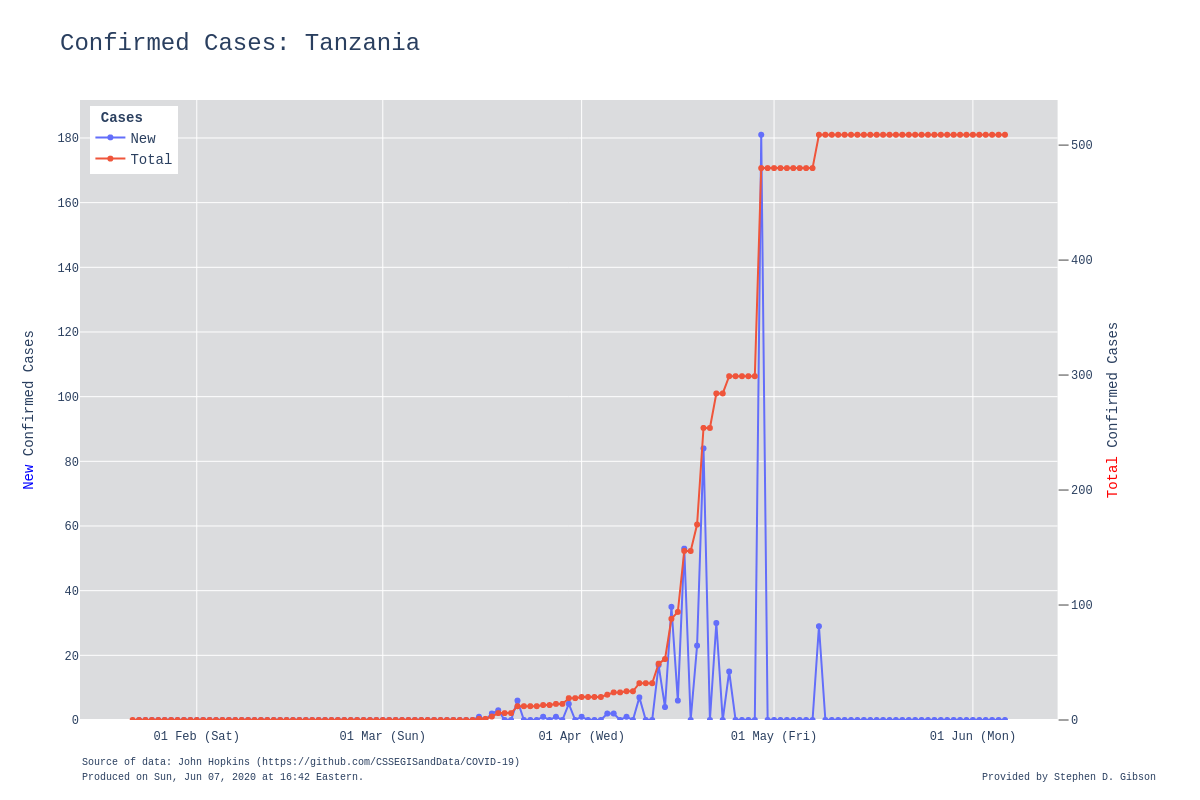 Confirmed Cases: Tanzania
Cases
New
Total
180
160
140
120
100
80
60
40
20
0
New Confirmed Cases
500
400
300
200
100
0
Total Confirmed Cases
01 Feb (Sat)
01 Mar (Sun)
01 Apr (Wed)
01 May (Fri)
01 Jun (Mon)
Source of data: John Hopkins (https://github.com/CSSEGISandData/COVID-19)
Produced on Sun, Jun 07, 2020 at 16:42 Eastern.
Provided by Stephen D. Gibson